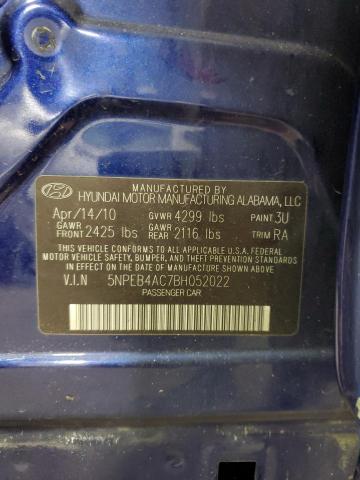 MANUFACTURED BY
HYUNDAI MOTOR MANUFACTURING ALABAMA, LLC
Apr/14/10 GVWR 4299 lbs PAINT 3U
GAWR FRONT 2425 lbs GAWR REAR 2116 lbs TRIM RA
THIS VEHICLE CONFORMS TO ALL APPLICABLE U.S.A. FEDERAL
MOTOR VEHICLE SAFETY, BUMPER, AND THEFT PREVENTION STANDARDS
IN EFFECT ON THE DATE OF MANUFACTURE SHOWN ABOVE.
V.I.N 5NPEB4AC7BH052022
PASSENGER CAR